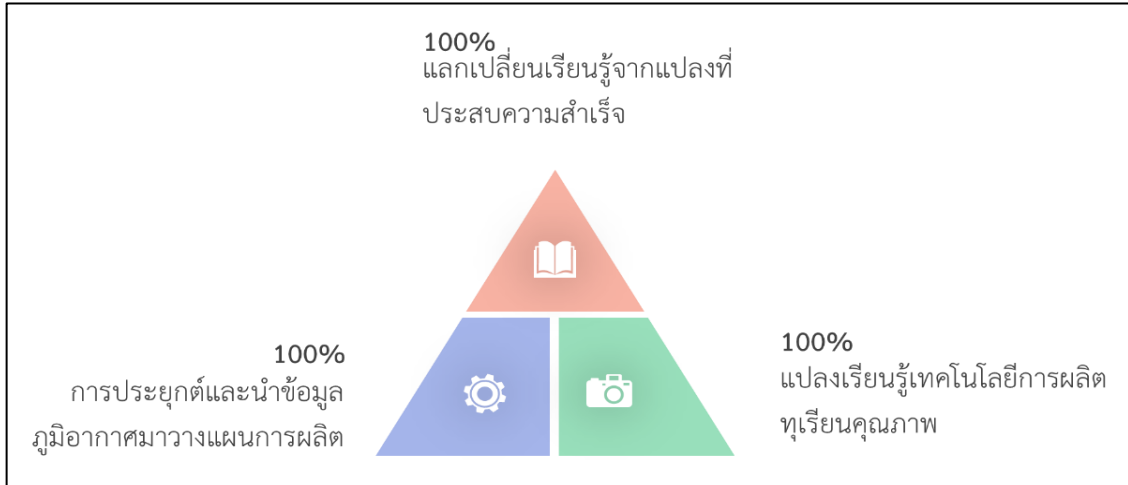 100%
แลกเปลี่ยนเรียนรู้จากแปลงที่
ประสบความสำเร็จ
100%
การประยุกต์และนำข้อมูล
ภูมิอากาศมาวางแผนการผลิต
100%
แปลงเรียนรู้เทคโนโลยีการผลิต
ทุเรียนคุณภาพ